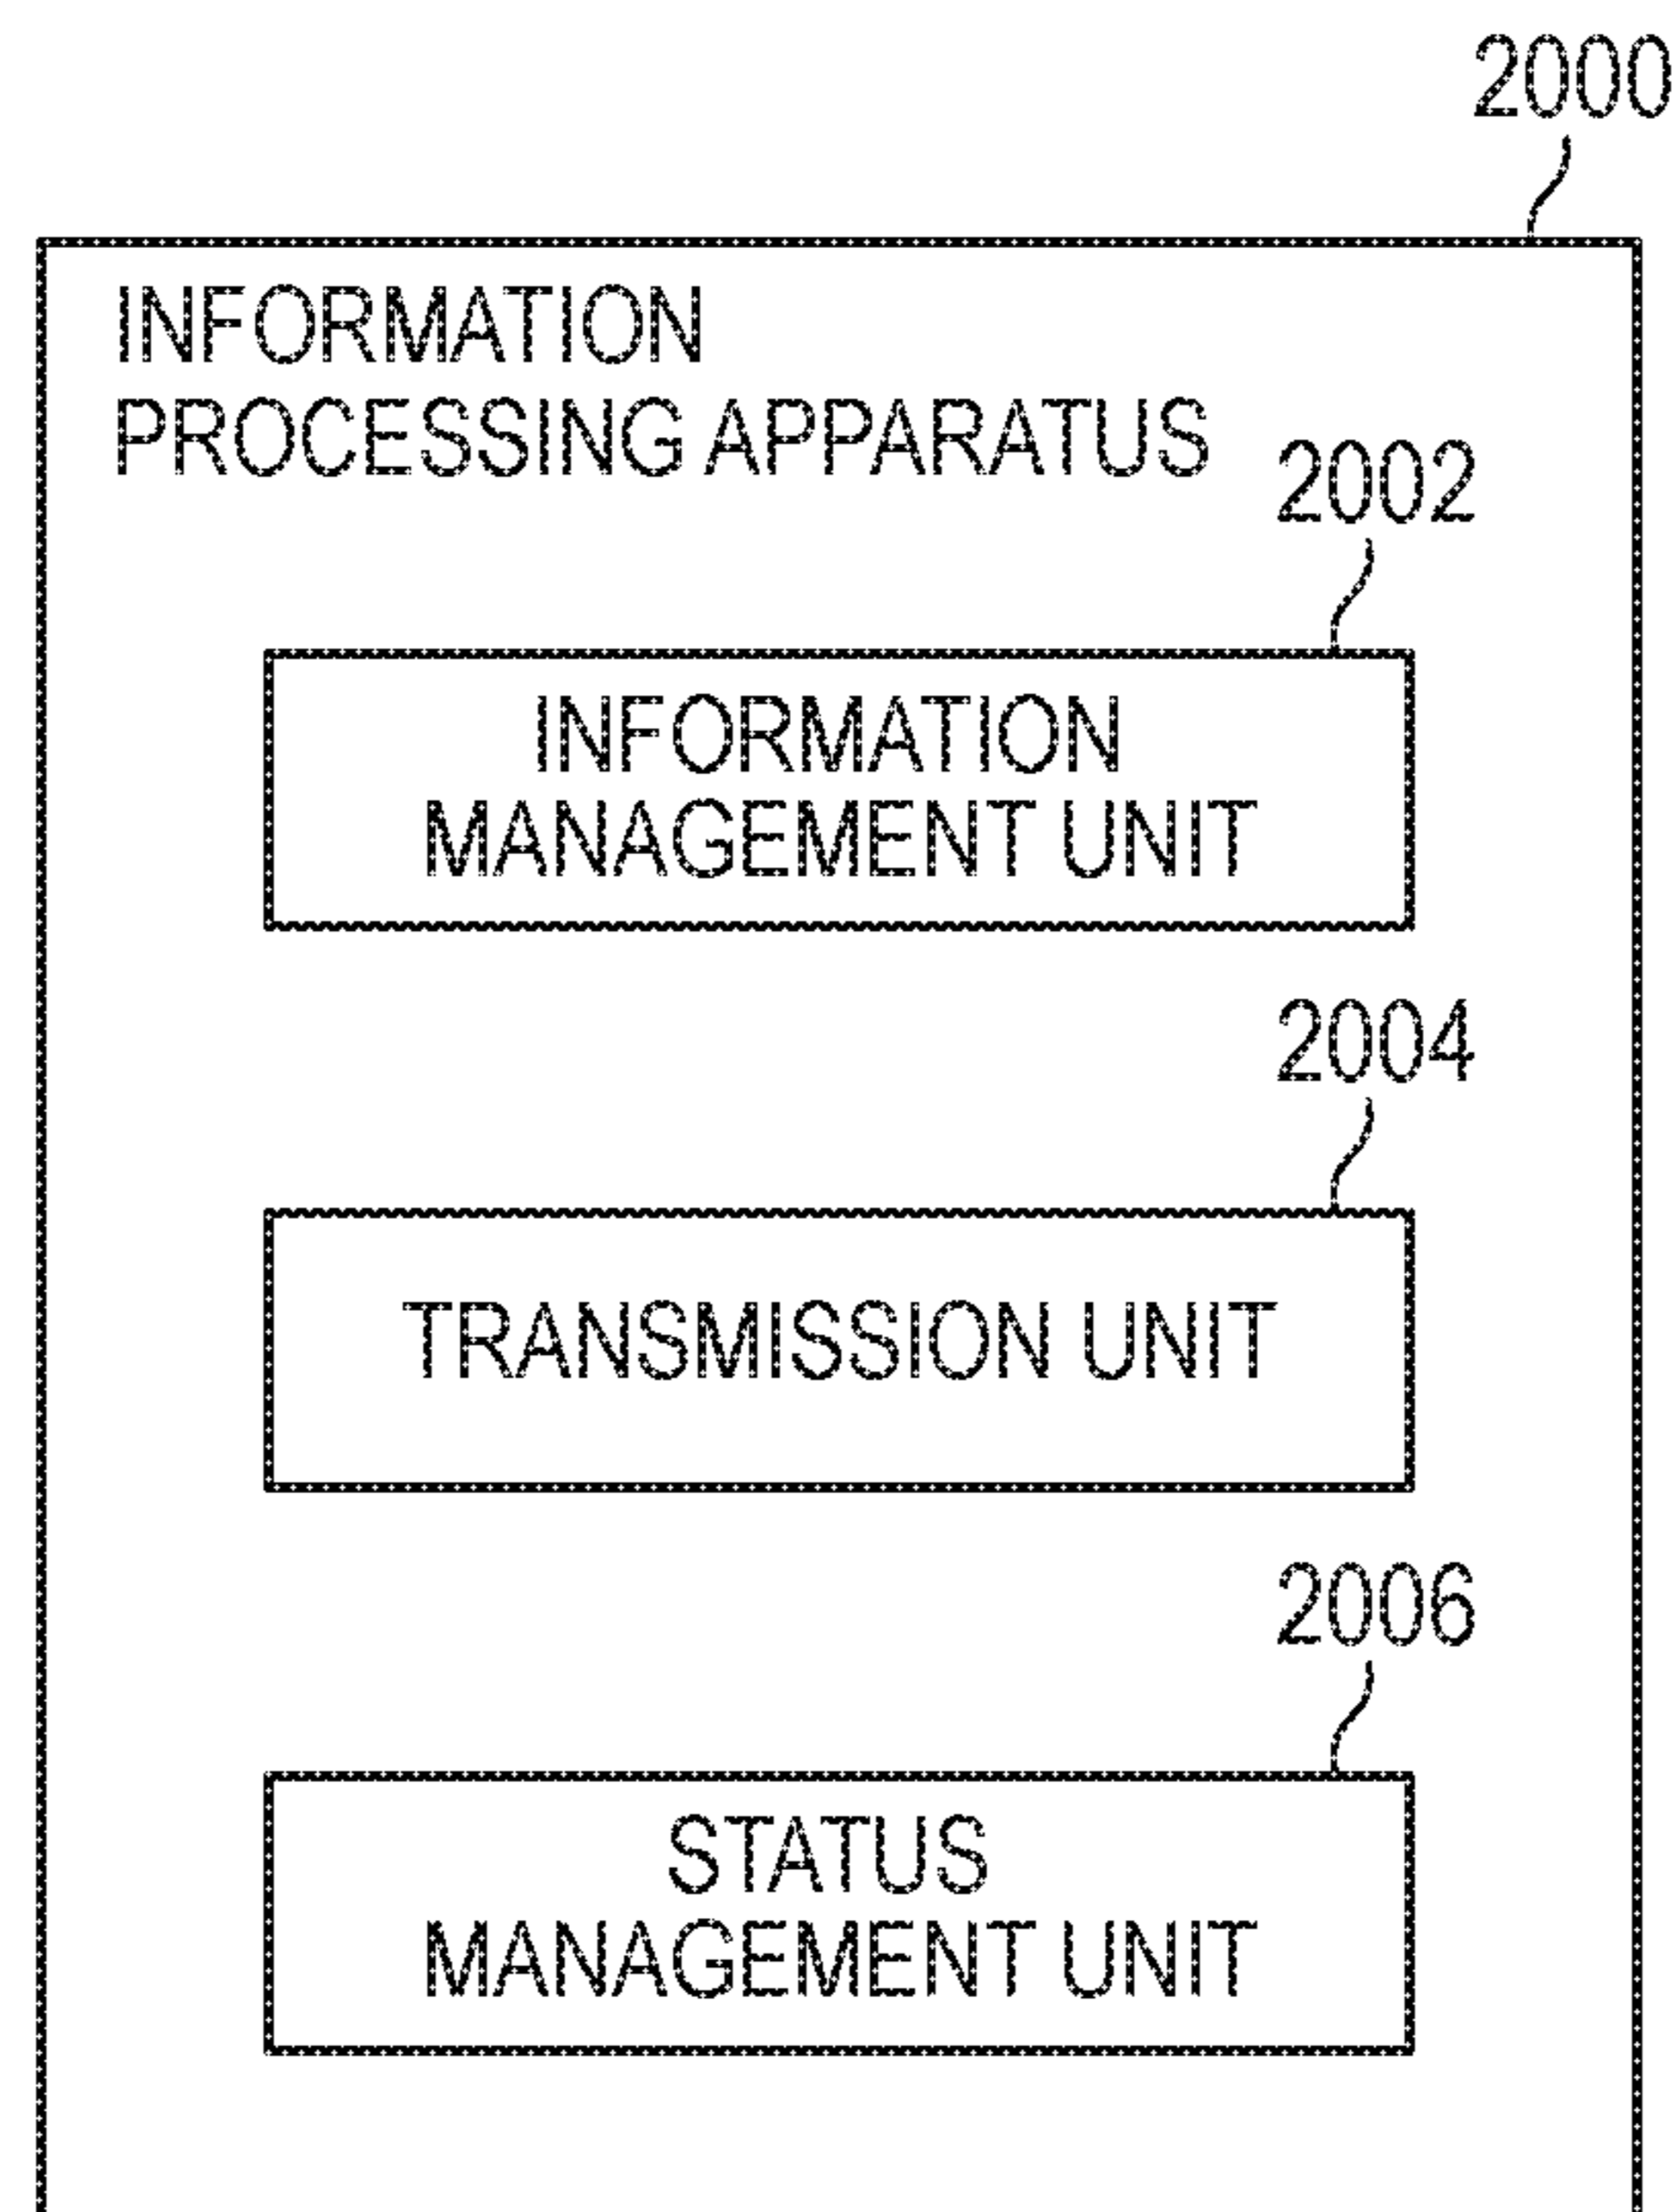 2000
INFORMATION
PROCESSING APPARATUS
2002
INFORMATION
MANAGEMENT UNIT
2004
TRANSMISSION UNIT
2006
STATUS
MANAGEMENT UNIT